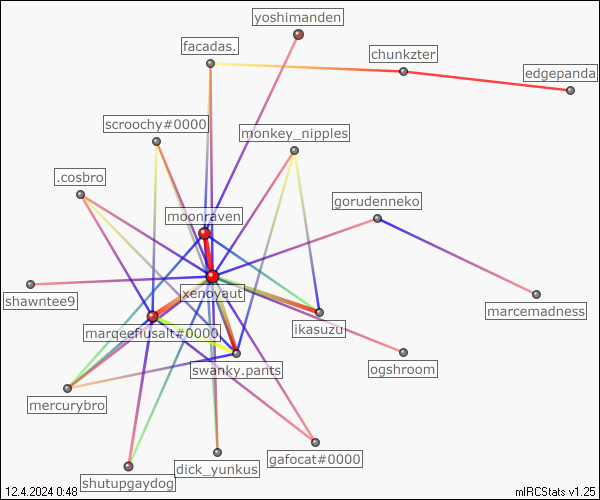 yoshimanden
facadas.
chunkzter
edgepanda
scroochy#0000
monkey_nipples
.cosbro
gorudenneko
moonraven
xenoyaut
shawntee9
marcemadness
ikasuzu
marqeefiusalt#0000
swanky.pants
ogshroom
mercurybro
gafocat#0000
dick_yunkus
shutupgaydog
12.4.2024 0:48
mIRCStats v1.25